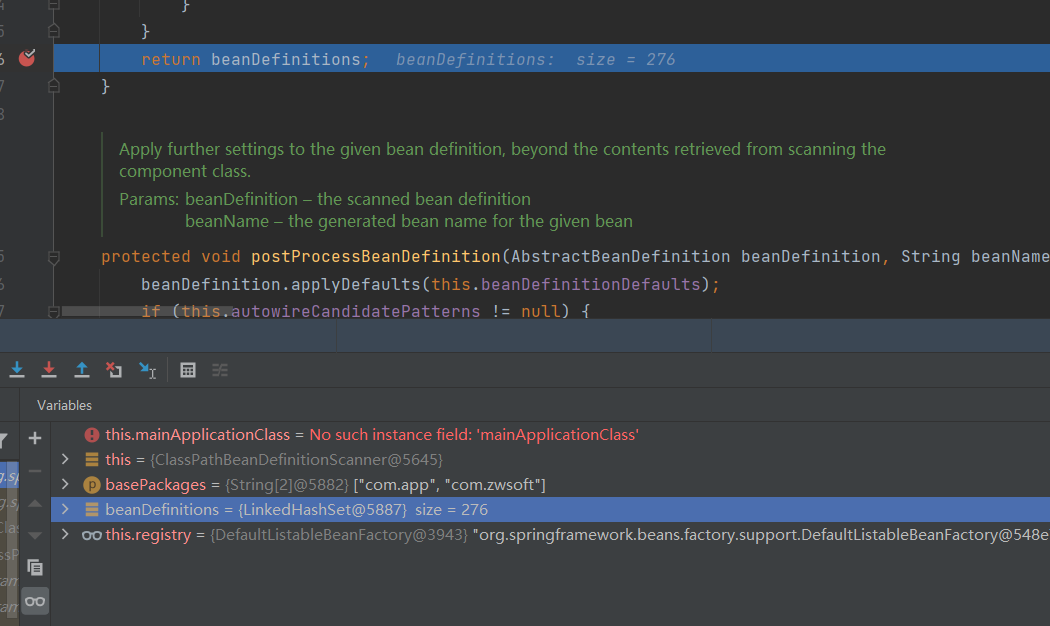 }
}
return beanDefinitions; beanDefinitions: size = 276
}
Apply further settings to the given bean definition, beyond the contents retrieved from scanning the
component class.
Params: beanDefinition – the scanned bean definition
beanName – the generated bean name for the given bean
protected void postProcessBeanDefinition(AbstractBeanDefinition beanDefinition, String beanName
beanDefinition.applyDefaults(this.beanDefinitionDefaults);
if (this.autowireCandidatePatterns != null) {
Variables
this.mainApplicationClass = No such instance field: 'mainApplicationClass'
this = {ClassPathBeanDefinitionScanner@5645}
basePackages = {String[2]@5882} ["com.app", "com.zwsoft"]
beanDefinitions = {LinkedHashSet@5887} size = 276
this.registry = {DefaultListableBeanFactory@3943} "org.springframework.beans.factory.support.DefaultListableBeanFactory@548e